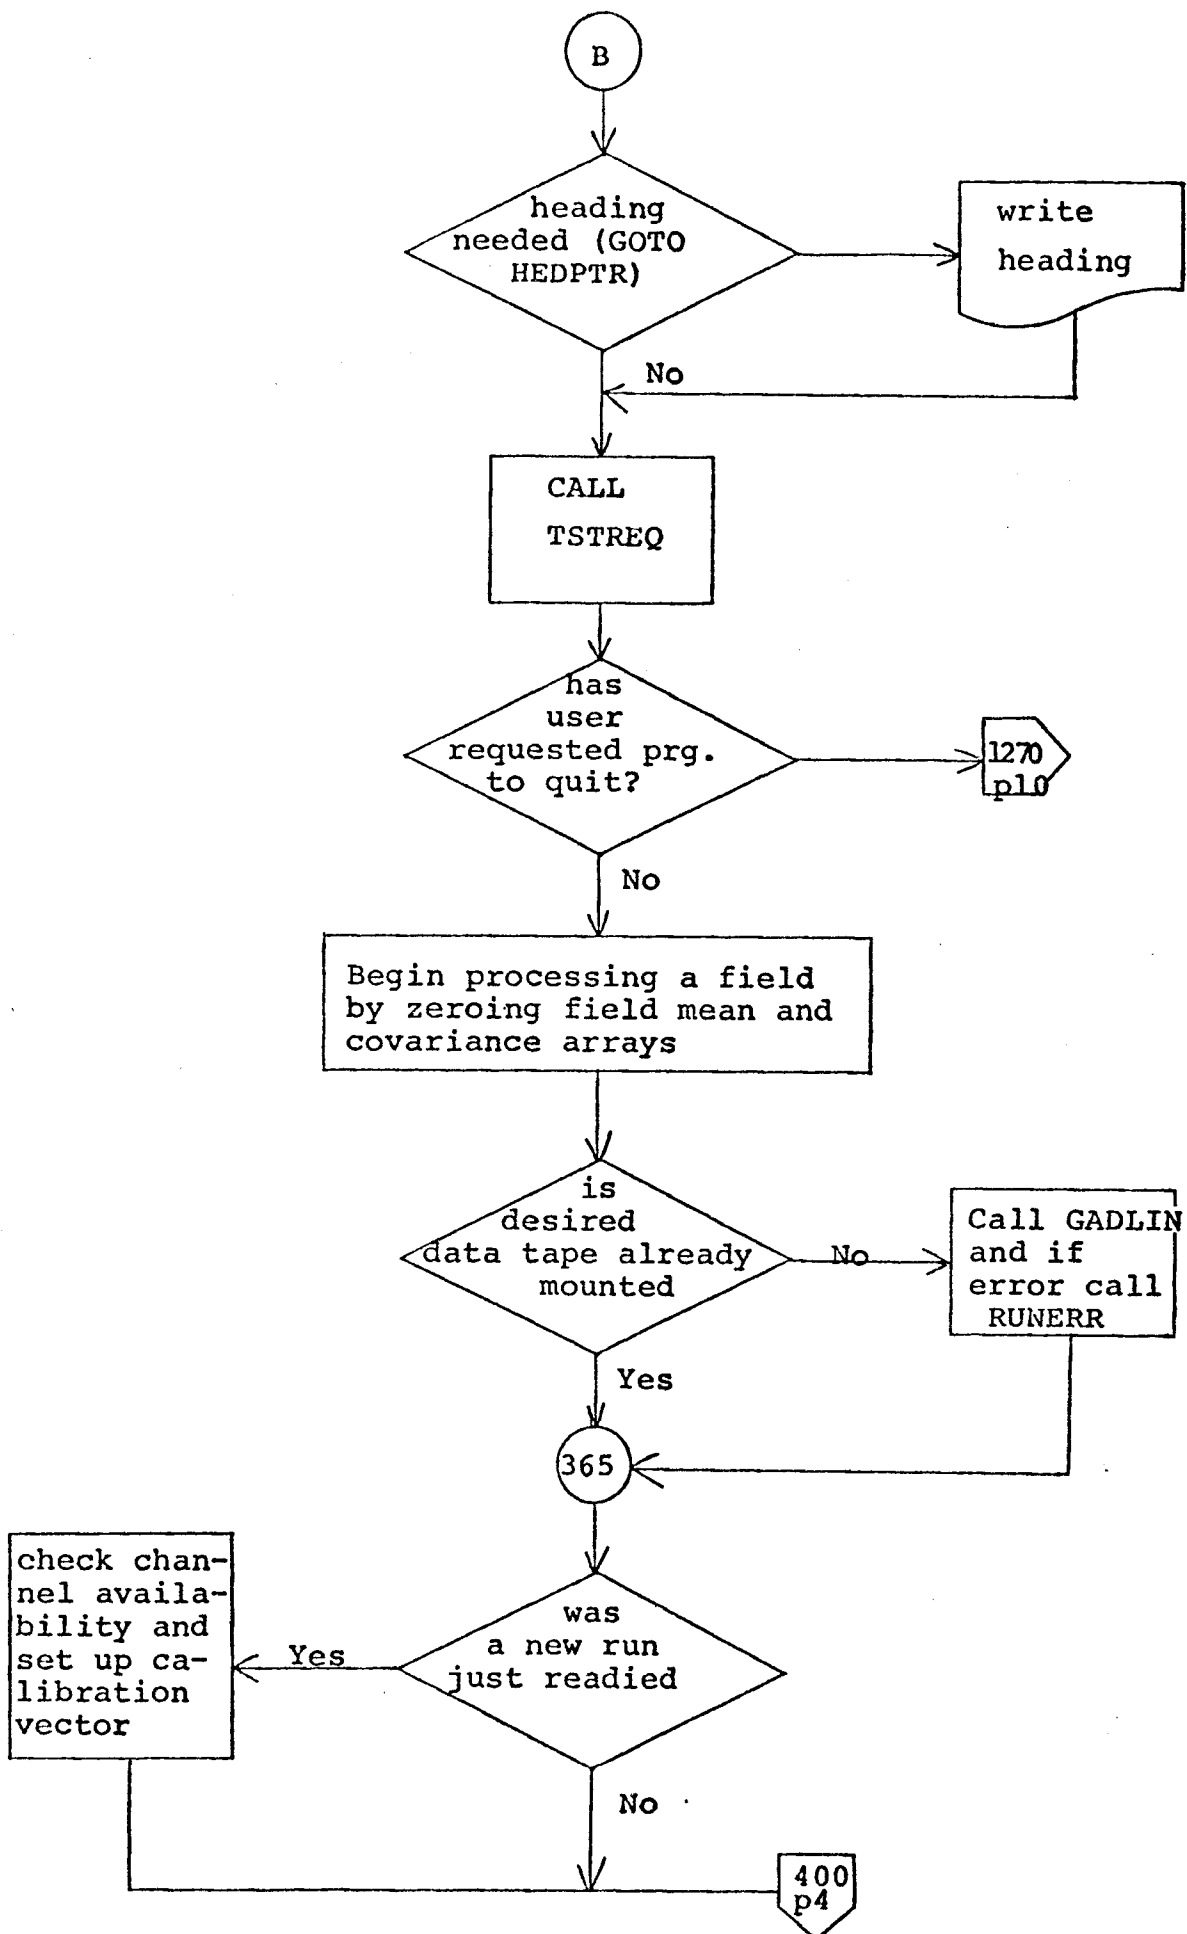 B
heading
needed (GOTO
HEDPTR)
write
heading
No
CALL
TSTREQ
has
user
requested prg.
to quit?
1270
p10
No
Begin processing a field
by zeroing field mean and
covariance arrays
is
desired
data tape already
mounted
No
Call GADLIN
and if
error call
RUNERR
Yes
365
check chan-
nel availa-
bility and
set up ca-
libration
vector
Yes
was
a new run
just readied
No
400
p4